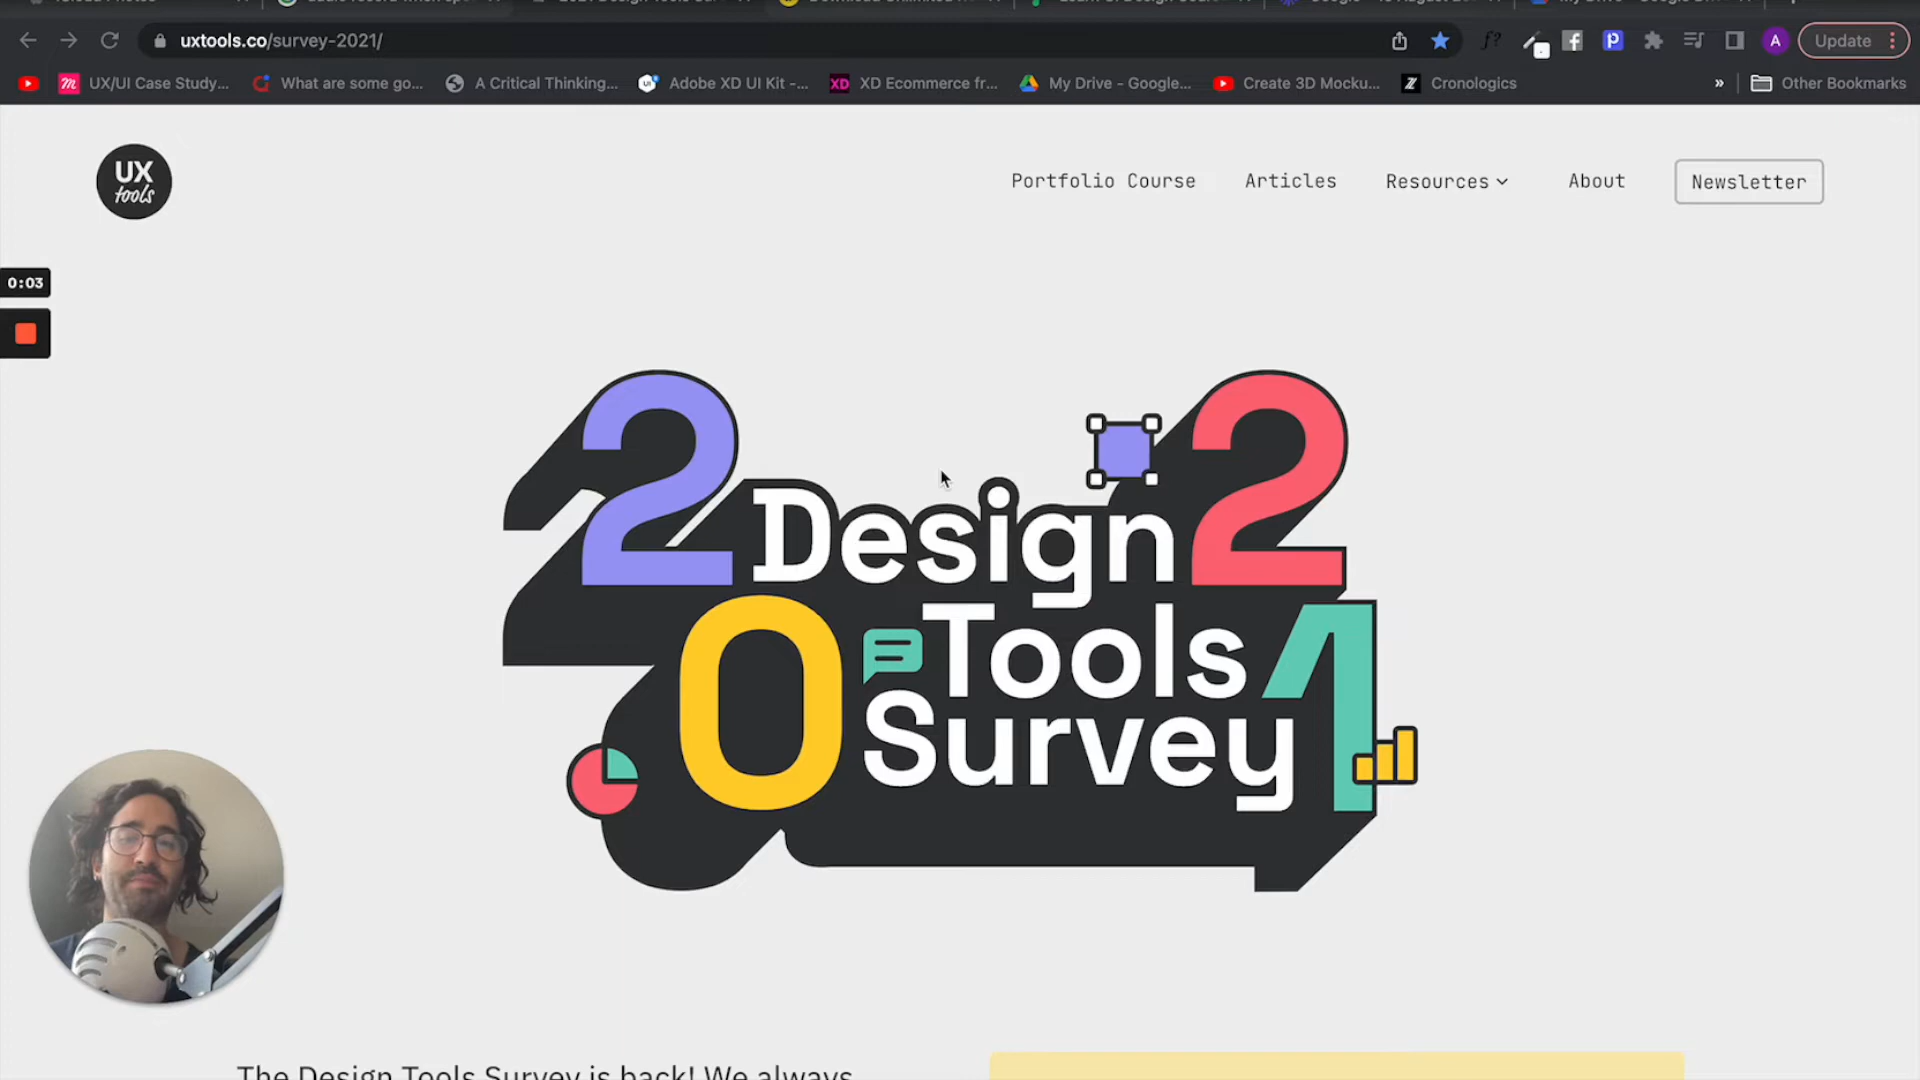 uxtools.co/survey-2021/
Update
UX/UI Case Study...
What are some go...
A Critical Thinking...
Adobe XD UI Kit -...
XD
XD Ecommerce fr...
My Drive - Google...
Create 3D Mocku...
Cronologics
»
Other Bookmarks
UX
tools
Portfolio Course
Articles
Resources
About
Newsletter
0:03
2 Design 2
0 Tools 1
Survey
The Design Tools Survey is back! We always